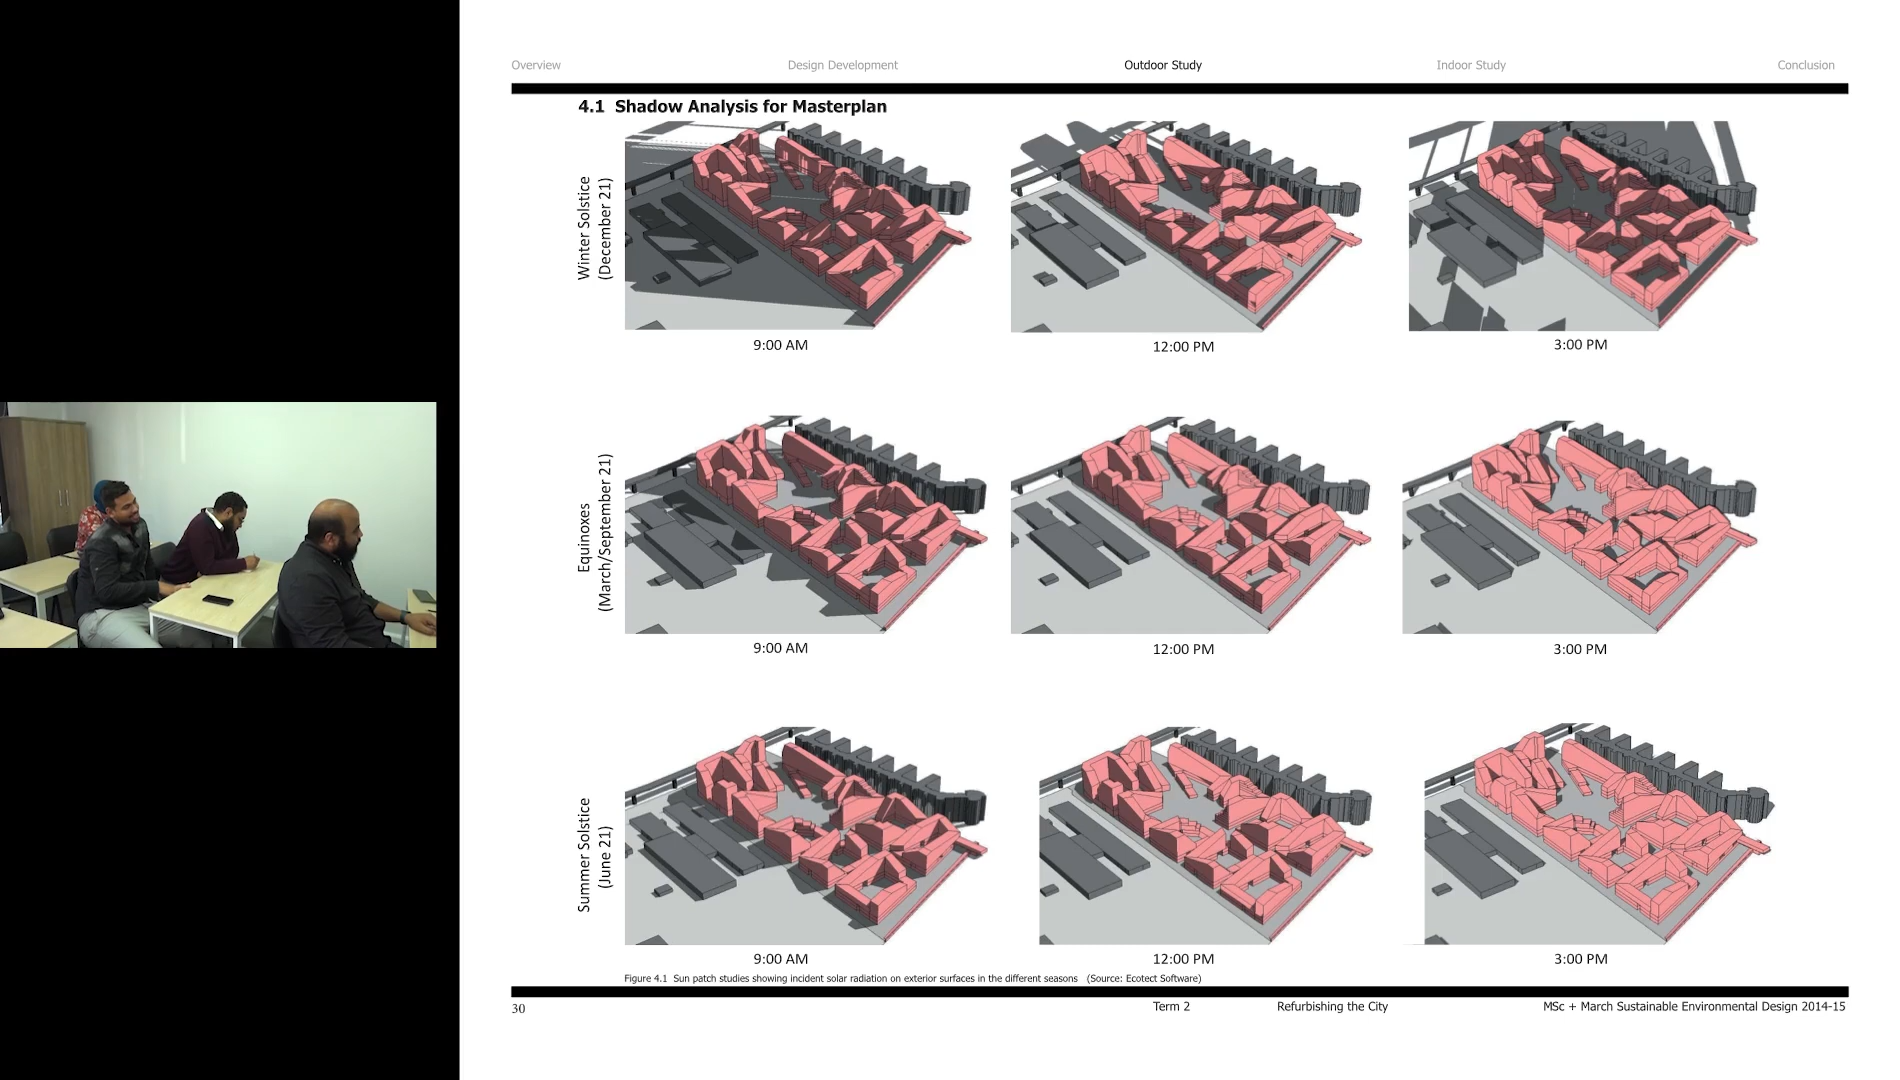 Overview Design Development Outdoor Study Indoor Study Conclusion
4.1 Shadow Analysis for Masterplan
Winter Solstice
(December 21)
9:00 AM 12:00 PM 3:00 PM
Equinoxes
(March/September 21)
9:00 AM 12:00 PM 3:00 PM
Summer Solstice
(June 21)
9:00 AM 12:00 PM 3:00 PM
Figure 4.1 Sun patch studies showing incident solar radiation on exterior surfaces in the different seasons (Source: Ecotect Software)
30 Term 2 Refurbishing the City MSc + March Sustainable Environmental Design 2014-15